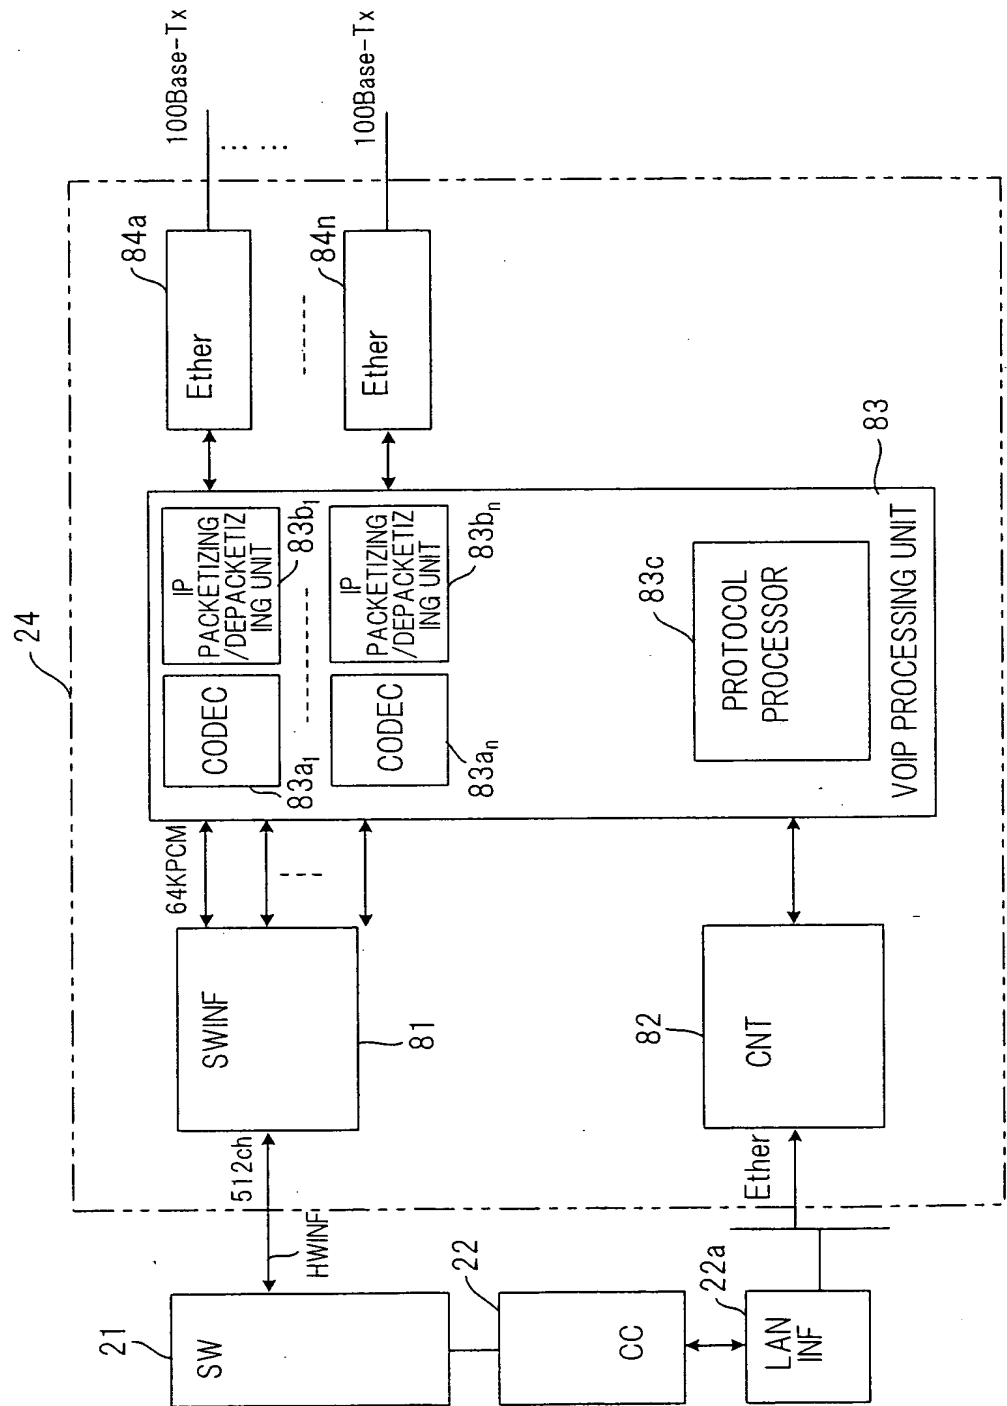 24
21
SW
HWINF
512ch
SWINF
81
64KPCM
CODEC
83a1
IP
PACKETIZING
/DEPACKETIZ
ING UNIT
83b1
CODEC
83an
IP
PACKETIZING
/DEPACKETIZ
ING UNIT
83bn
Ether
84a
100Base-Tx
Ether
84n
100Base-Tx
22
CC
22a
LAN
INF
Ether
82
CNT
83c
PROTOCOL
PROCESSOR
VOIP PROCESSING UNIT
83